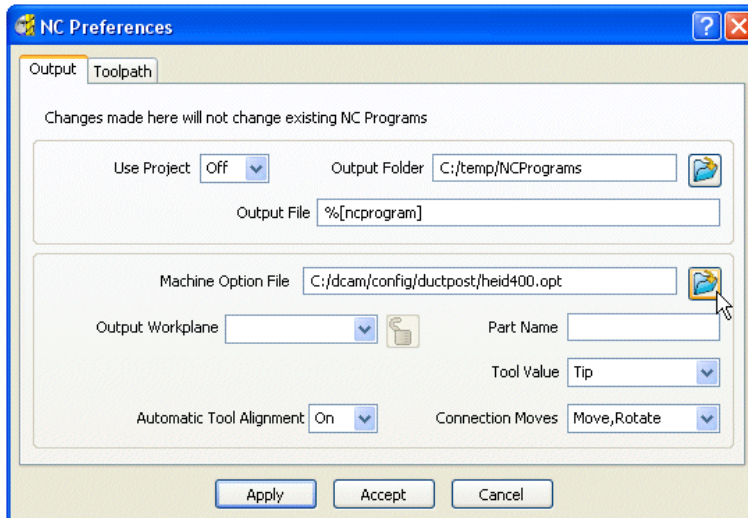 NC Preferences
Output Toolpath
Changes made here will not change existing NC Programs
Use Project Off Output Folder C:/temp/NCPrograms
Output File %[ncprogram]
Machine Option File C:/dcam/config/ductpost/heid400.opt
Output Workplane Part Name
Tool Value Tip
Automatic Tool Alignment On Connection Moves Move,Rotate
Apply Accept Cancel